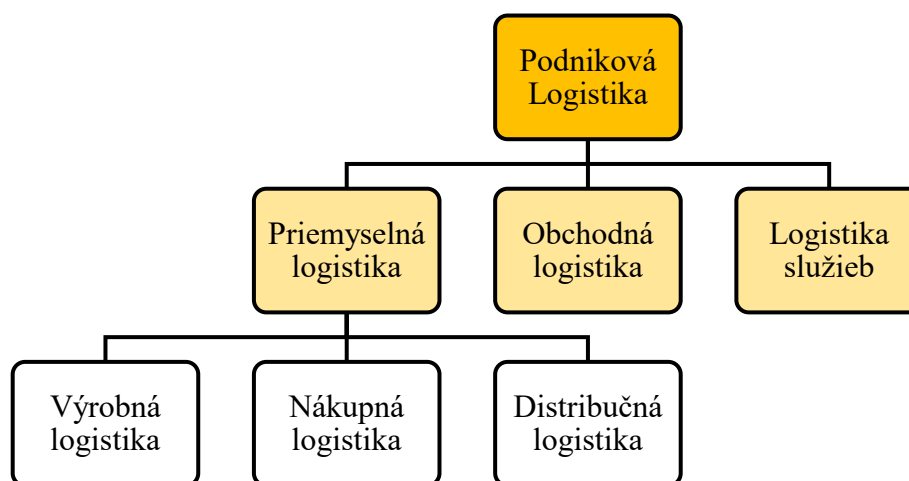 Podniková
Logistika
Priemyselná
logistika
Obchodná
logistika
Logistika
služieb
Výrobná
logistika
Nákupná
logistika
Distribučná
logistika